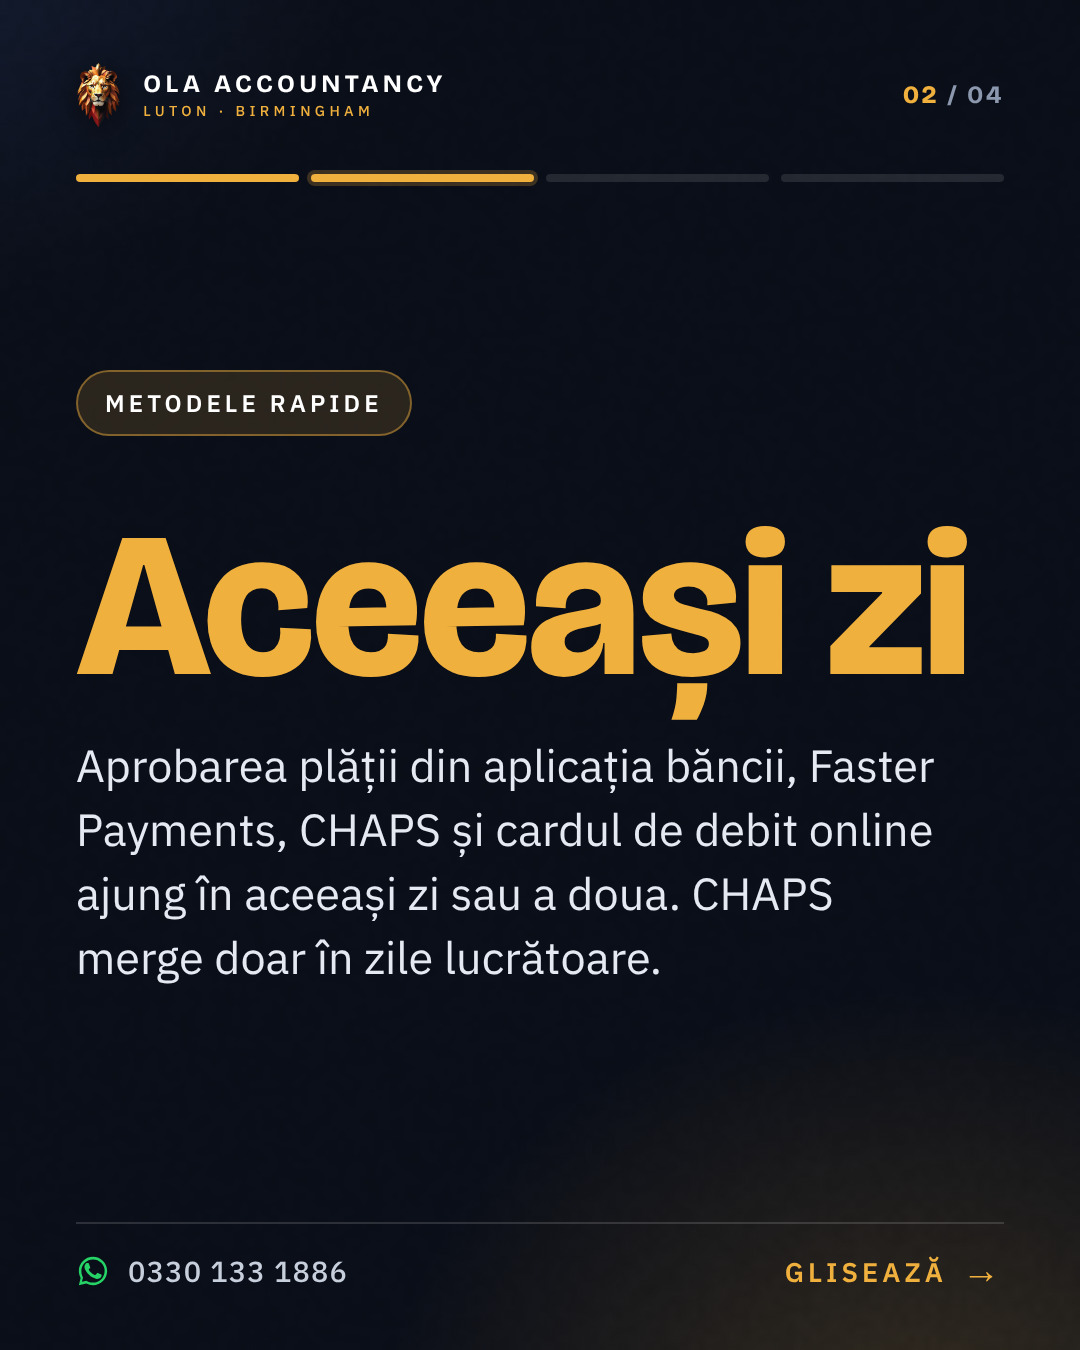 OLA ACCOUNTANCY
LUTON · BIRMINGHAM
02 / 04
METODELE RAPIDE
Aceeași zi
Aprobarea plății din aplicația băncii, Faster
Payments, CHAPS și cardul de debit online
ajung în aceeași zi sau a doua. CHAPS
merge doar în zile lucrătoare.
0330 133 1886
GLISEAZĂ →